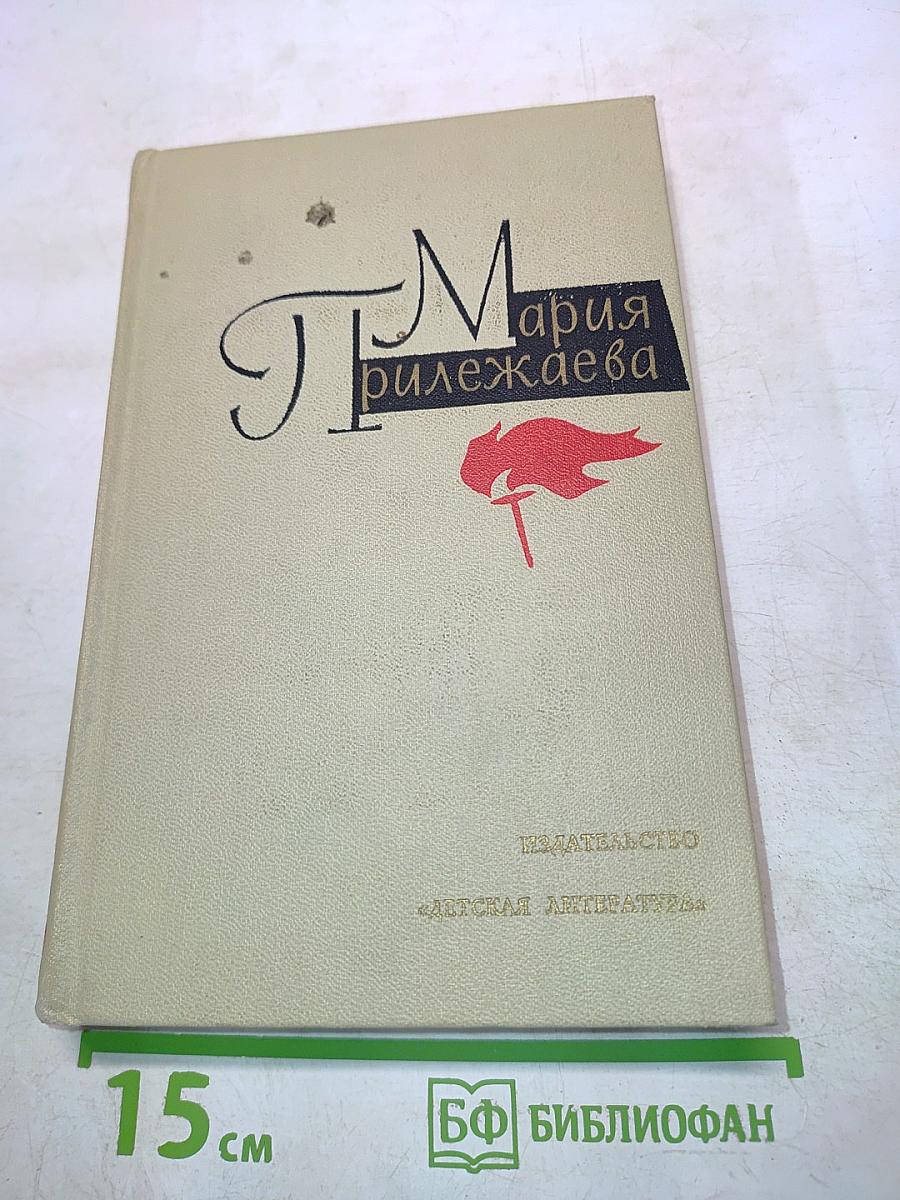 Мария
Прилежаева
ИЗДАТЕЛЬСТВО
«ДЕТСКАЯ ЛИТЕРАТУРА»
15 см
БФ БИБЛИОФАН